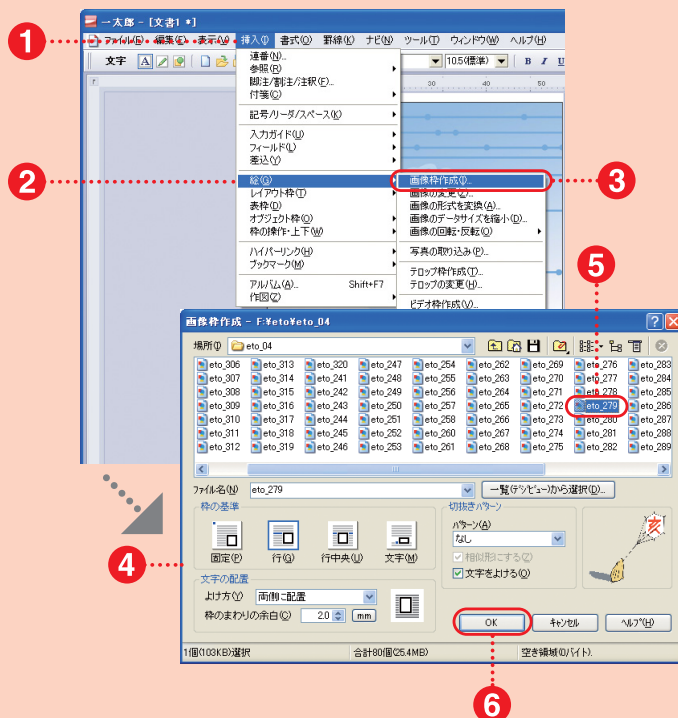 一太郎 - [文書1 *]
ファイル(F) 編集(E) 表示(V) 挿入(I) 書式(O) 罫線(K) ナビ(N) ツール(T) ウィンドウ(W) ヘルプ(H)
1
文字 A 10.5(標準) B I U
30 40 50
連番(N)...
参照(R)
脚注/割注/注釈(F)...
付箋(C)
記号/リーダ/スペース(K)
入力ガイド(U)
フィールド(L)
差込(Y)
2
絵(G)
レイアウト枠(T)
表枠(D)
オブジェクト枠(O)
枠の操作・上下(W)
ハイパーリンク(H)
ブックマーク(M)
アルバム(A)... Shift+F7
作図(Z)
画像枠作成(I)...
3
画像の変更(Z)...
画像の形式を変換(A)...
画像のデータサイズを縮小(D)...
画像の回転・反転(O)
写真の取り込み(P)...
テロップ枠作成(T)...
テロップの変更(H)...
ビデオ枠作成(V)...
5
画像枠作成 - F:¥eto¥eto_04
場所(I) eto_04
eto_306 eto_313 eto_320 eto_247 eto_254 eto_262 eto_269 eto_276 eto_283
eto_307 eto_314 eto_241 eto_248 eto_255 eto_263 eto_270 eto_277 eto_284
eto_308 eto_315 eto_242 eto_249 eto_256 eto_264 eto_271 eto_278 eto_285
eto_309 eto_316 eto_243 eto_250 eto_257 eto_265 eto_272 eto_279 eto_286
eto_310 eto_317 eto_244 eto_251 eto_258 eto_266 eto_273 eto_280 eto_287
eto_311 eto_318 eto_245 eto_252 eto_260 eto_267 eto_274 eto_281 eto_288
eto_312 eto_319 eto_246 eto_253 eto_261 eto_268 eto_275 eto_282 eto_289
ファイル名(N) eto_279 一覧(デンピュー)から選択(D)...
4
枠の基準
固定(P) 行(G) 行中央(U) 文字(M)
文字の配置
よけ方(Y) 両側に配置
枠のまわりの余白(C) 2.0 mm
切抜きパターン
パターン(A)
なし
相似形にする(Z)
文字をよける(Q)
亥
OK キャンセル ヘルプ(H)
1個(103KB)選択 合計80個(25.4MB) 空き領域(0バイト).
6